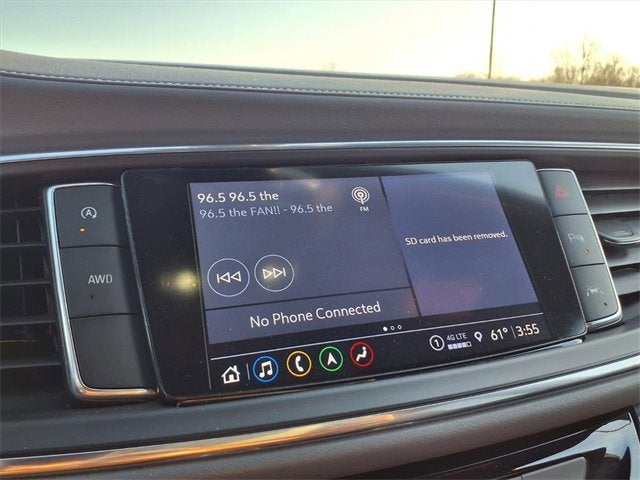 96.5 96.5 the
96.5 the FAN!! - 96.5 the
FM
SD card has been removed.
No Phone Connected
1 4G LTE 61° 3:55
A
AWD
P